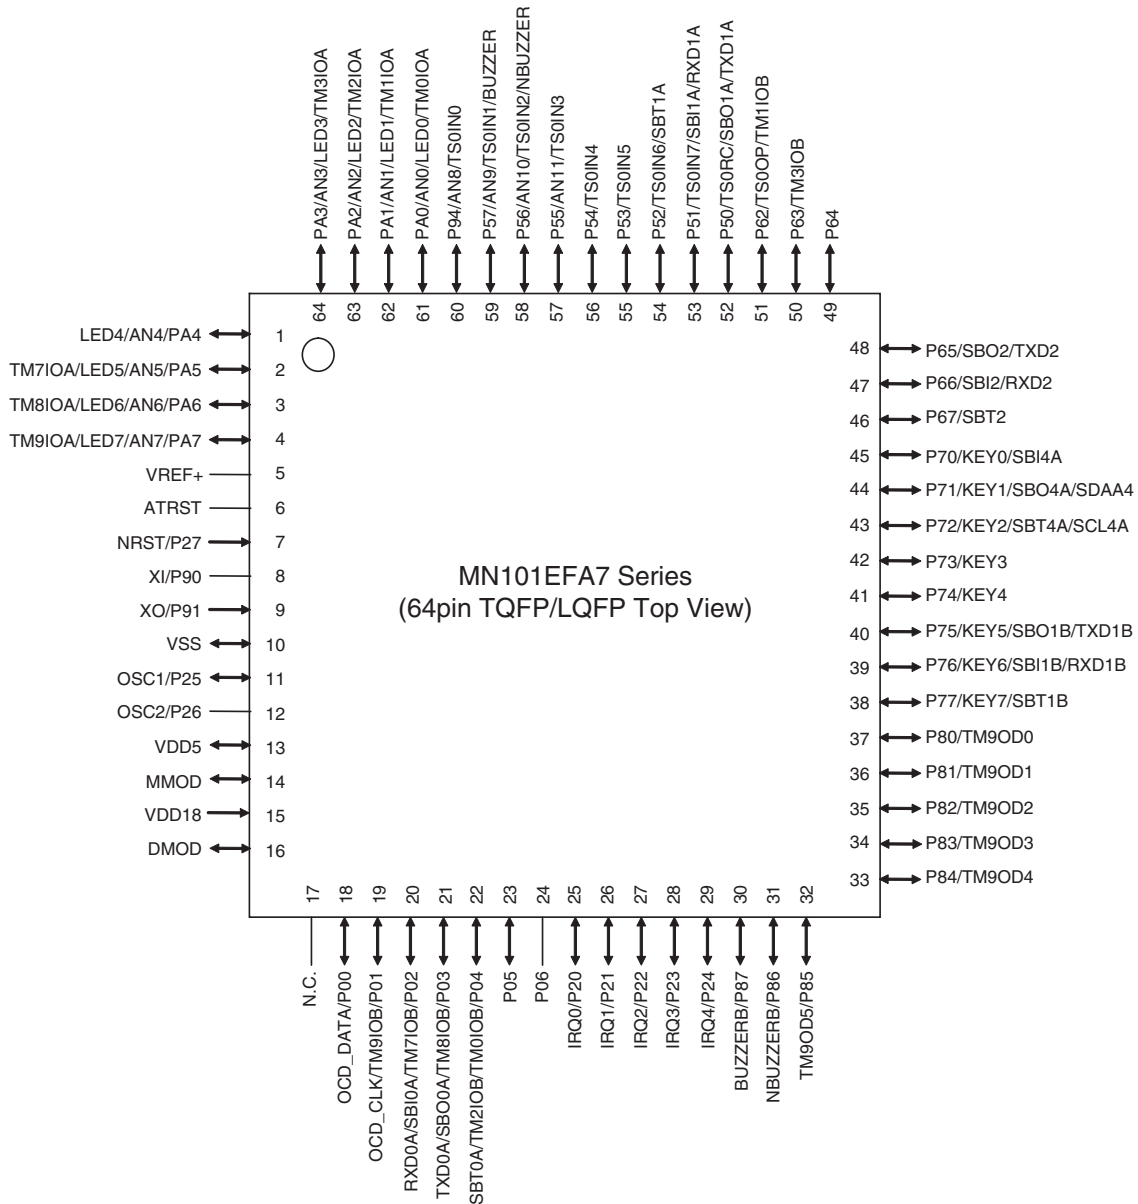 PA3/AN3/LED3/TM3IOA
PA2/AN2/LED2/TM2IOA
PA1/AN1/LED1/TM1IOA
PA0/AN0/LED0/TM0IOA
P94/AN8/TS0IN0
P57/AN9/TS0IN1/BUZZER
P56/AN10/TS0IN2/NBUZZER
P55/AN11/TS0IN3
P54/TS0IN4
P53/TS0IN5
P52/TS0IN6/SBT1A
P51/TS0IN7/SBI1A/RXD1A
P50/TS0RC/SBO1A/TXD1A
P62/TS0OP/TM1IOB
P63/TM3IOB
P64
64
63
62
61
60
59
58
57
56
55
54
53
52
51
50
49
LED4/AN4/PA4 1
TM7IOA/LED5/AN5/PA5 2
TM8IOA/LED6/AN6/PA6 3
TM9IOA/LED7/AN7/PA7 4
VREF+ 5
ATRST 6
NRST/P27 7
XI/P90 8
XO/P91 9
VSS 10
OSC1/P25 11
OSC2/P26 12
VDD5 13
MMOD 14
VDD18 15
DMOD 16
MN101EFA7 Series
(64pin TQFP/LQFP Top View)
48 P65/SBO2/TXD2
47 P66/SBI2/RXD2
46 P67/SBT2
45 P70/KEY0/SBI4A
44 P71/KEY1/SBO4A/SDAA4
43 P72/KEY2/SBT4A/SCL4A
42 P73/KEY3
41 P74/KEY4
40 P75/KEY5/SBO1B/TXD1B
39 P76/KEY6/SBI1B/RXD1B
38 P77/KEY7/SBT1B
37 P80/TM9OD0
36 P81/TM9OD1
35 P82/TM9OD2
34 P83/TM9OD3
33 P84/TM9OD4
17
18
19
20
21
22
23
24
25
26
27
28
29
30
31
32
N.C.
OCD_DATA/P00
OCD_CLK/TM9IOB/P01
RXD0A/SBI0A/TM7IOB/P02
TXD0A/SBO0A/TM8IOB/P03
SBT0A/TM2IOB/TM0IOB/P04
P05
P06
IRQ0/P20
IRQ1/P21
IRQ2/P22
IRQ3/P23
IRQ4/P24
BUZZERB/P87
NBUZZERB/P86
TM9OD5/P85